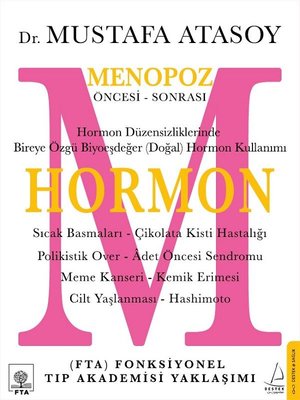 Dr. MUSTAFA ATASOY
MENOPOZ
ÖNCESİ - SONRASI
Hormon Düzensizliklerinde
Bireye Özgü Biyoeşdeğer (Doğal) Hormon Kullanımı
HORMON
Sıcak Basmaları - Çikolata Kisti Hastalığı
Polikistik Over - Âdet Öncesi Sendromu
Meme Kanseri - Kemik Erimesi
Cilt Yaşlanması - Hashimoto
(FTA) FONKSİYONEL
TIP AKADEMİSİ YAKLAŞIMI
FTA
DESTEK
DESTEK SAĞLIK